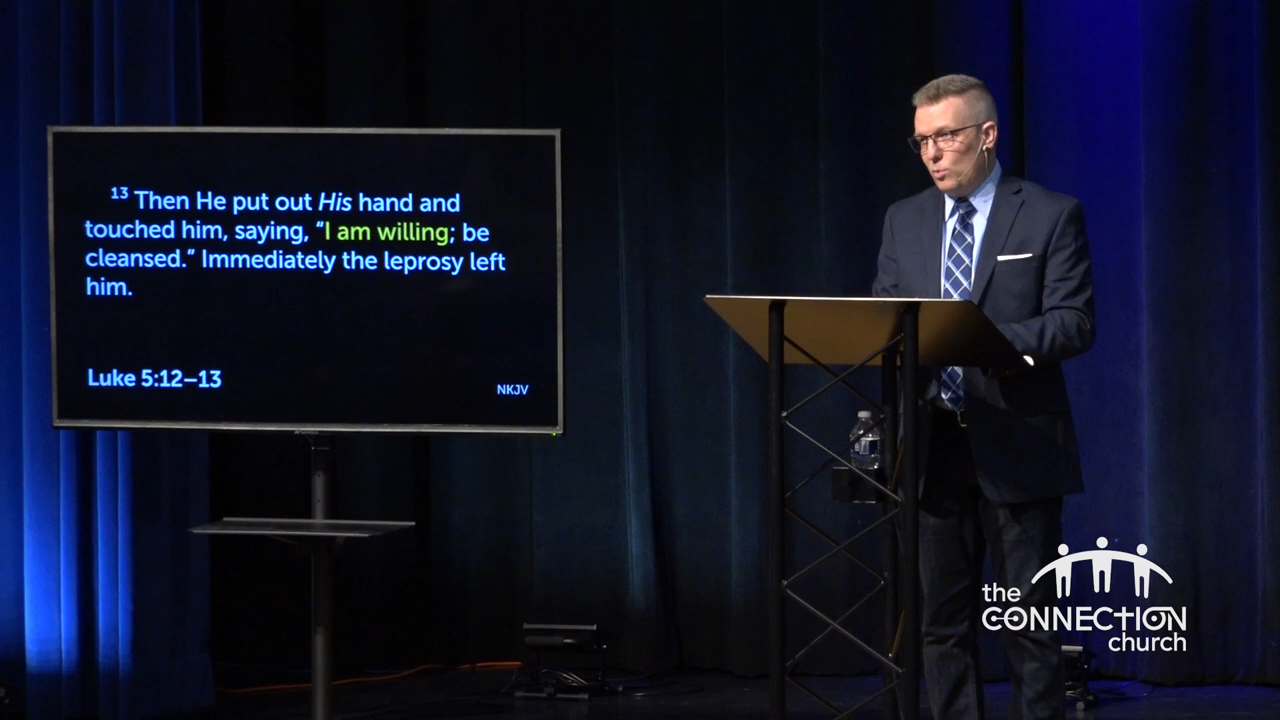 13 Then He put out His hand and
touched him, saying, “I am willing; be
cleansed.” Immediately the leprosy left
him.
Luke 5:12–13
NKJV
the
CONNECTION
church